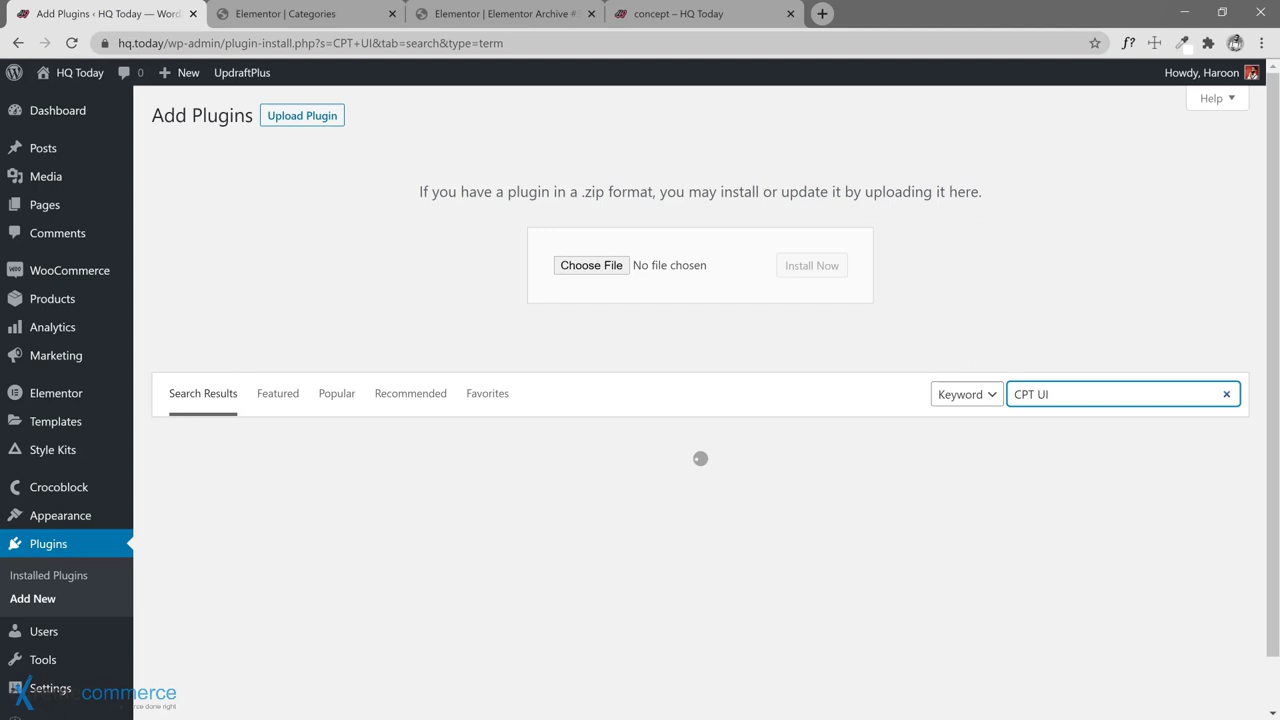 Add Plugins ‹ HQ Today — Word
Elementor | Categories
Elementor | Elementor Archive #
concept – HQ Today
hq.today/wp-admin/plugin-install.php?s=CPT+UI&tab=search&type=term
HQ Today
0
New
UpdraftPlus
Howdy, Haroon
Dashboard
Posts
Media
Pages
Comments
WooCommerce
Products
Analytics
Marketing
Elementor
Templates
Style Kits
Crocoblock
Appearance
Plugins
Installed Plugins
Add New
Users
Tools
Settings
Add Plugins
Upload Plugin
Help
If you have a plugin in a .zip format, you may install or update it by uploading it here.
Choose File
No file chosen
Install Now
Search Results
Featured
Popular
Recommended
Favorites
Keyword
CPT UI
commerce
rce done right